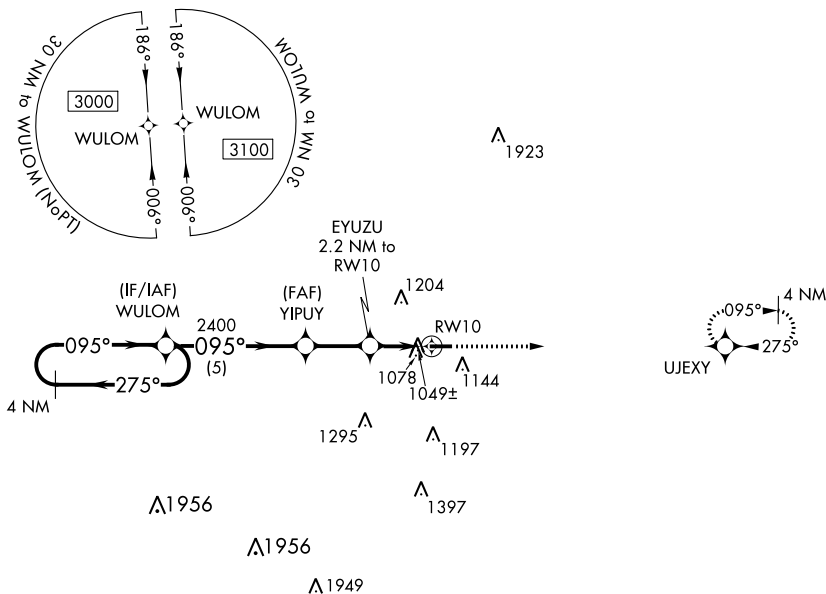 30 NM to WULOM (NoPT)
186°
3000
WULOM
006°
186°
WULOM
3100
006°
30 NM to WULOM
1923
EYUZU
2.2 NM to
RW10
1204
(IF/IAF)
WULOM
(FAF)
YIPUY
RW10
095°
4 NM
095°
2400
095°
(5)
275°
275°
UJEXY
4 NM
1078
1049±
1144
1295
1197
1397
1956
1956
1949